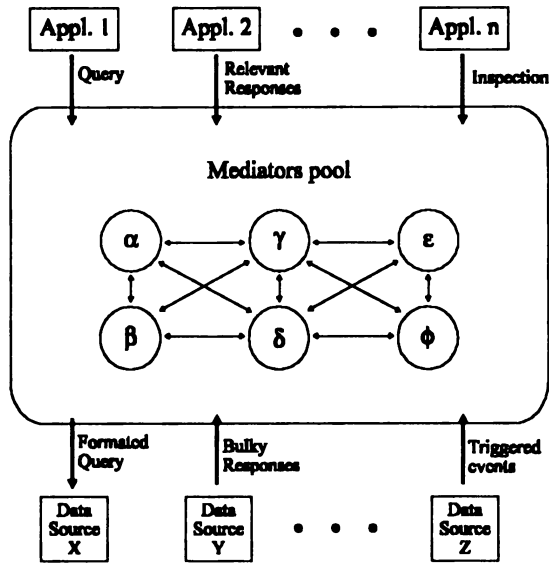 Appl. 1
Appl. 2
Appl. n
Query
Relevant
Responses
Inspection
Mediators pool
α
γ
ε
β
δ
ϕ
Formated
Query
Bulky
Responses
Triggered
events
Data
Source
X
Data
Source
Y
Data
Source
Z